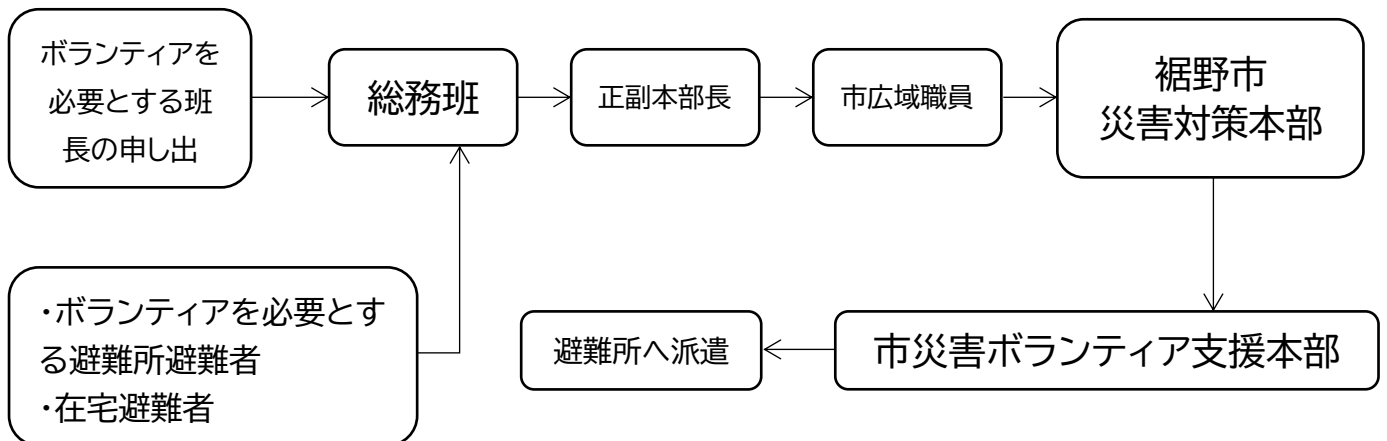 ボランティアを
必要とする班
長の申し出
総務班
正副本部長
市広域職員
裾野市
災害対策本部
・ボランティアを必要とす
る避難所避難者
・在宅避難者
避難所へ派遣
市災害ボランティア支援本部